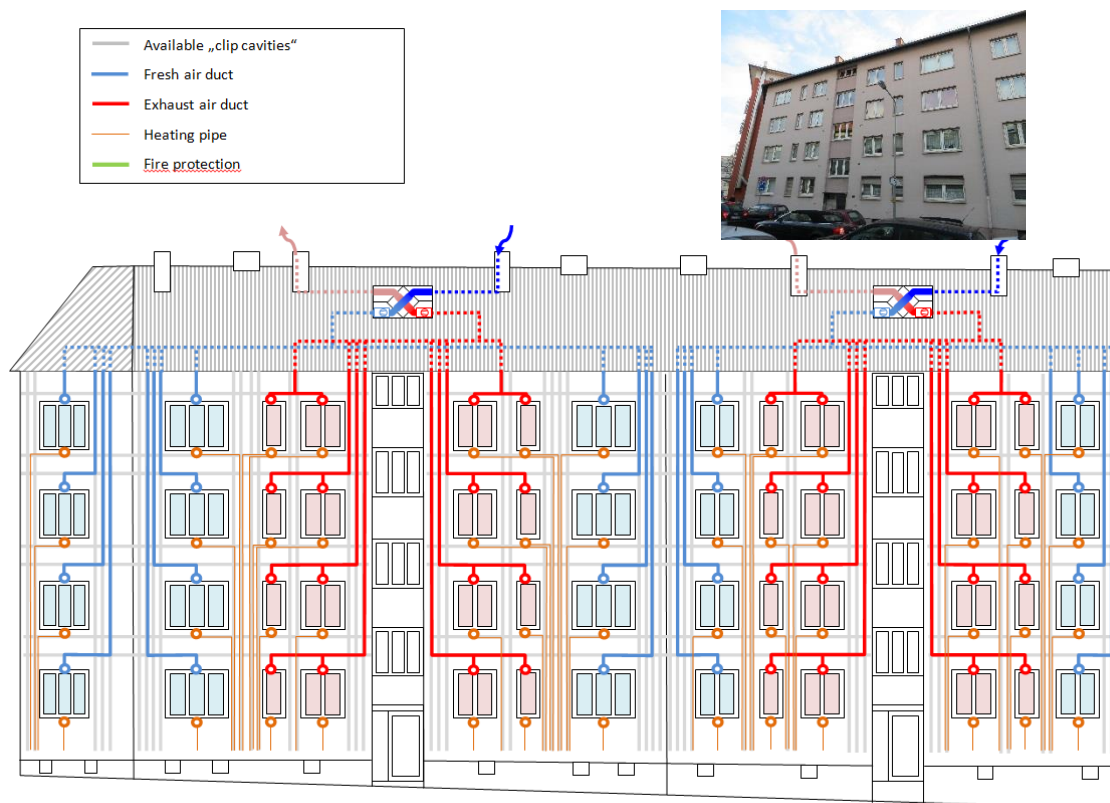 Available „clip cavities“
Fresh air duct
Exhaust air duct
Heating pipe
Fire protection